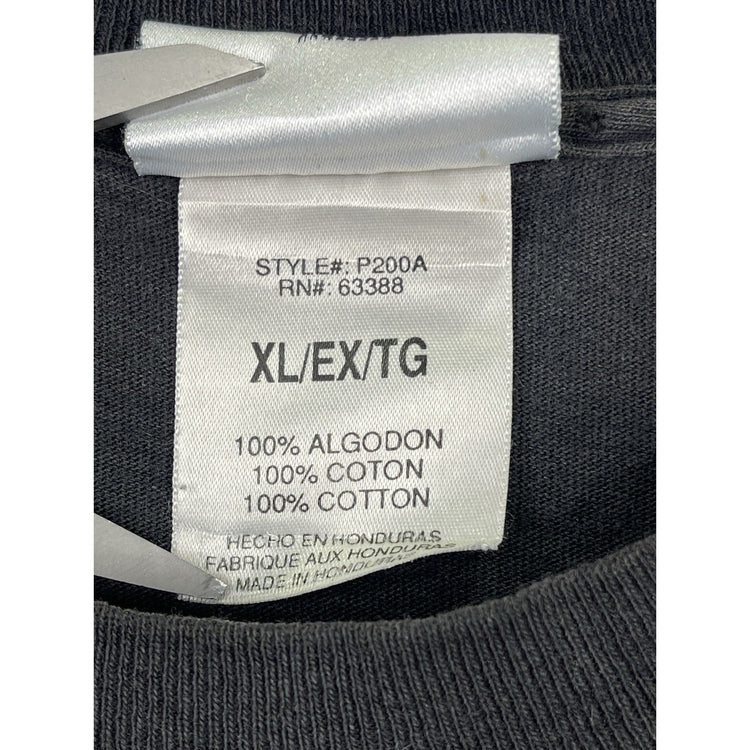 STYLE#: P200A
RN#: 63388
XL/EX/TG
100% ALGODON
100% COTON
100% COTTON
HECHO EN HONDURAS
FABRIQUE AUX HONDURAS
MADE IN HONDURAS